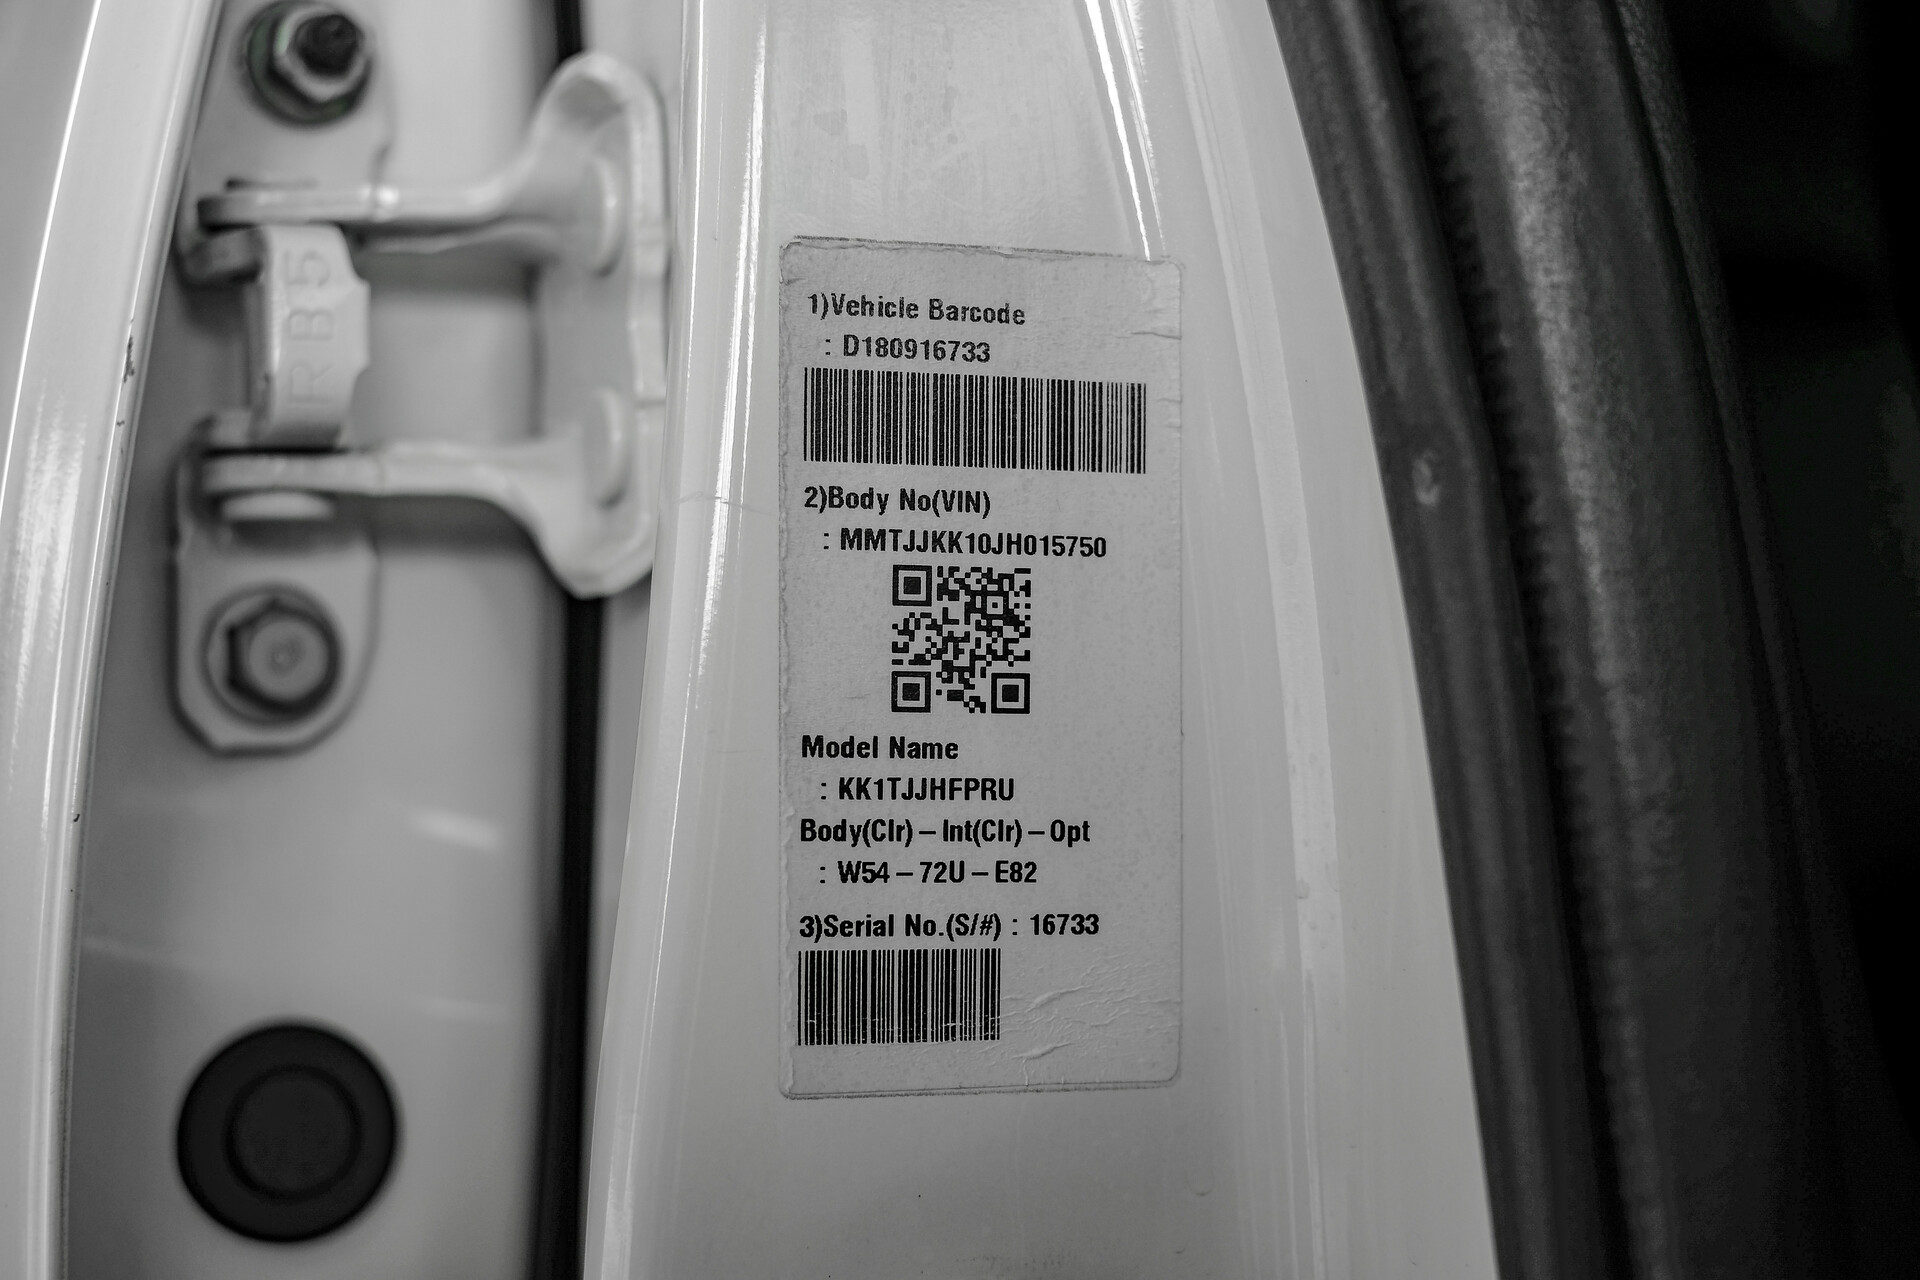 RB5
1)Vehicle Barcode
: D180916733
2)Body No(VIN)
: MMTJJKK10JH015750
Model Name
: KK1TJJHFPRU
Body(Clr) – Int(Clr) – Opt
: W54 – 72U – E82
3)Serial No.(S/#) : 16733